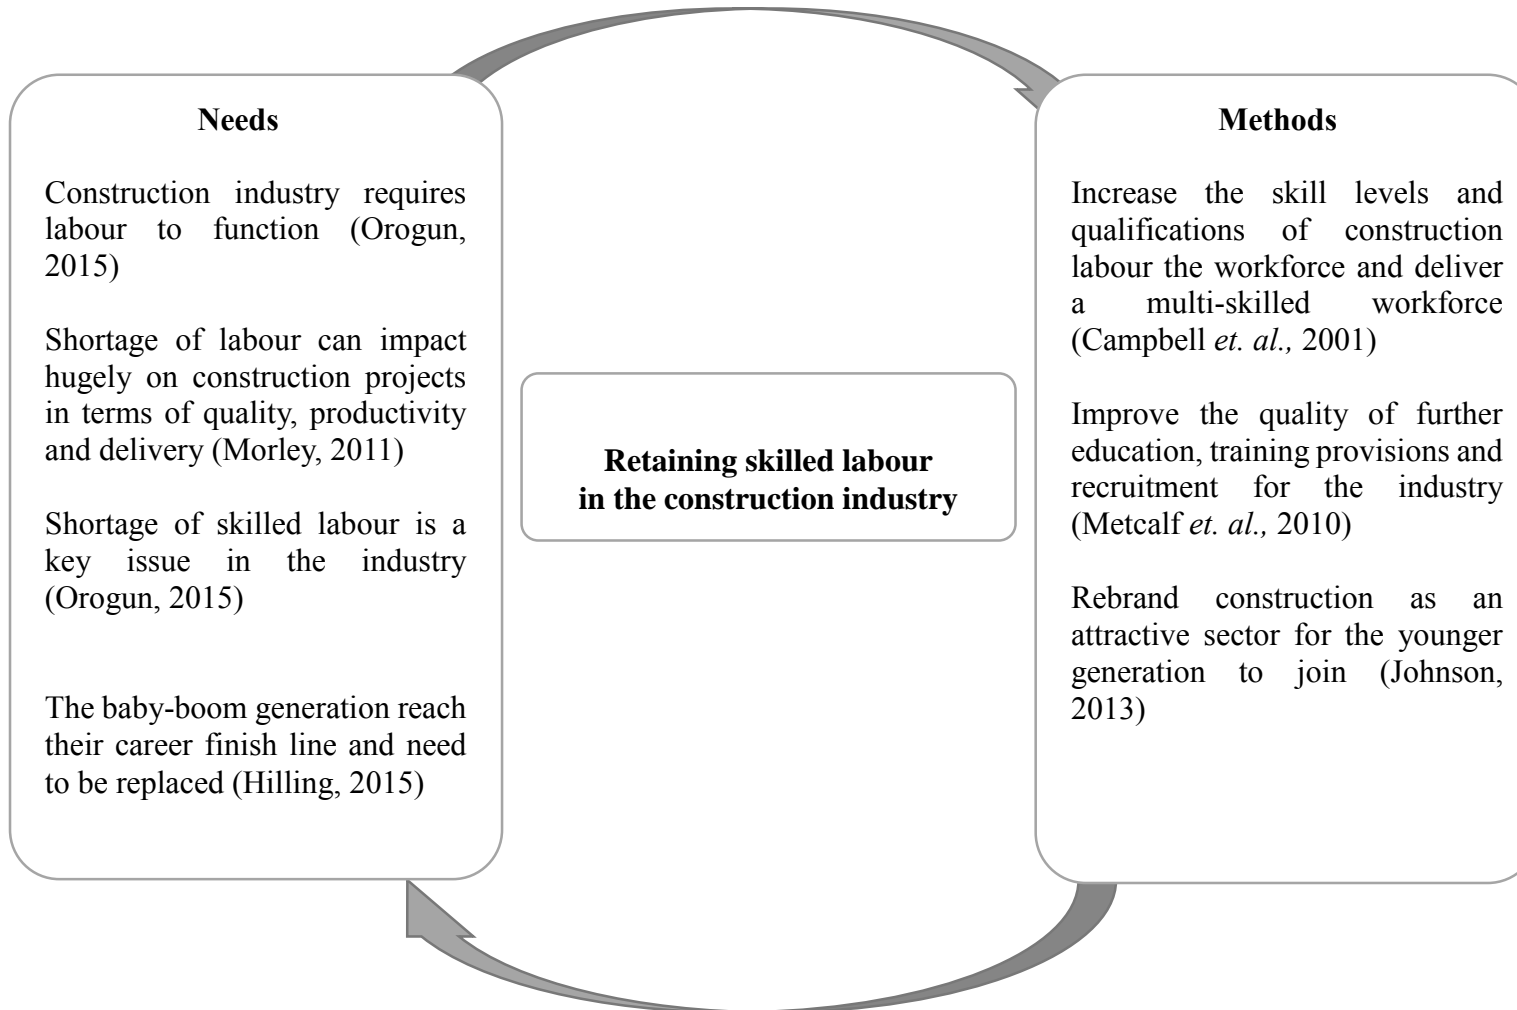 Needs
Construction industry requires
labour to function (Orogun,
2015)
Shortage of labour can impact
hugely on construction projects
in terms of quality, productivity
and delivery (Morley, 2011)
Shortage of skilled labour is a
key issue in the industry
(Orogun, 2015)
The baby-boom generation reach
their career finish line and need
to be replaced (Hilling, 2015)
Retaining skilled labour
in the construction industry
Methods
Increase the skill levels and
qualifications of construction
labour the workforce and deliver
a multi-skilled workforce
(Campbell et. al., 2001)
Improve the quality of further
education, training provisions and
recruitment for the industry
(Metcalf et. al., 2010)
Rebrand construction as an
attractive sector for the younger
generation to join (Johnson,
2013)